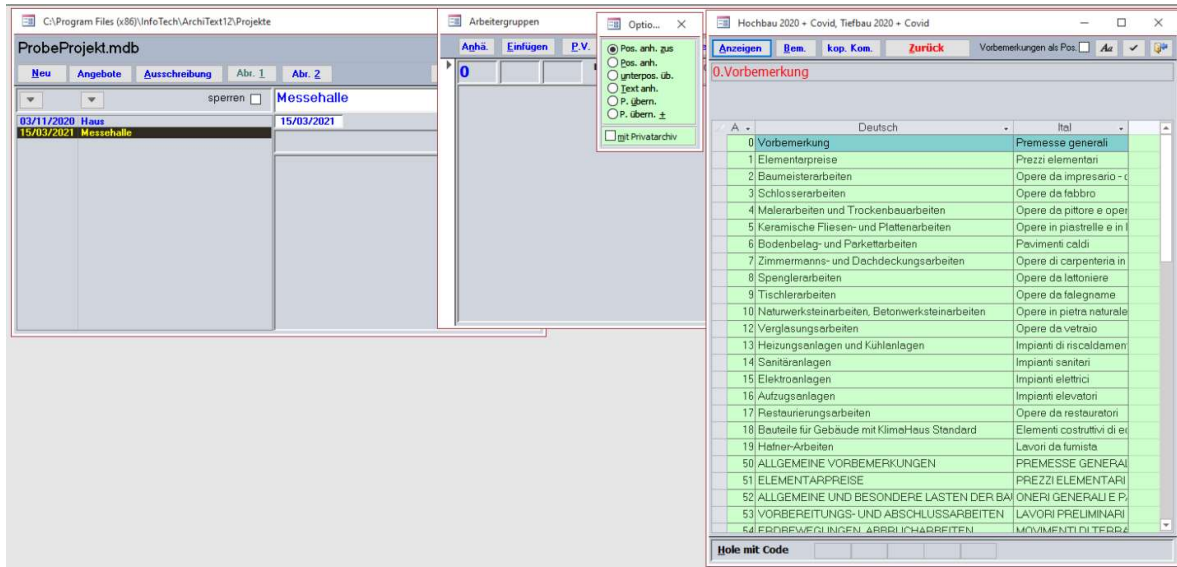 C:\Program Files (x86)\InfoTech\ArchiText12\Projekte
ProbeProjekt.mdb
Neu Angebote Ausschreibung Abr. 1 Abr. 2
sperren Messehalle
03/11/2020 Haus 15/03/2021
15/03/2021 Messehalle
Arbeitergruppen
Anhä. Einfügen P.V.
0
Optio...
Pos. anh. zus
Pos. anh.
unterpos. üb.
Text anh.
P. übern.
P. übern. +
mit Privatarchiv
Hochbau 2020 + Covid, Tiefbau 2020 + Covid
Anzeigen Bem. kop. Kom. Zurück Vorbemerkungen als Pos. Aa
0.Vorbemerkung
A Deutsch Ital
0 Vorbemerkung Premesse generali
1 Elementarpreise Prezzi elementari
2 Baumeisterarbeiten Opere da impresario -
3 Schlosserarbeiten Opere da fabbro
4 Malerarbeiten und Trockenbauarbeiten Opere da pittore e oper
5 Keramische Fliesen- und Plattenarbeiten Opere in piastrelle e in
6 Bodenbelag- und Parkettarbeiten Pavimenti caldi
7 Zimmermanns- und Dachdeckungsarbeiten Opere di carpenteria in
8 Spenglerarbeiten Opere da lattoniere
9 Tischlerarbeiten Opere da falegname
10 Naturwerksteinarbeiten, Betonwerksteinarbeiten Opere in pietra naturale
12 Verglasungsarbeiten Opere da vetraio
13 Heizungsanlagen und Kühlanlagen Impianti di riscaldamen
14 Sanitäranlagen Impianti sanitari
15 Elektroanlagen Impianti elettrici
16 Aufzugsanlagen Impianti elevatori
17 Restaurierungsarbeiten Opere da restauratori
18 Bauteile für Gebäude mit KlimaHaus Standard Elementi costruttivi di e
19 Hafner-Arbeiten Lavori da fumista
50 ALLGEMEINE VORBEMERKUNGEN PREMESSE GENERAL
51 ELEMENTARPREISE PREZZI ELEMENTARI
52 ALLGEMEINE UND BESONDERE LASTEN DER BAU ONERI GENERALI E P
53 VORBEREITUNGS- UND ABSCHLUSSARBEITEN LAVORI PRELIMINARI
54 ERDBEWEGUNGEN, ABBRUCHARBEITEN MOVIMENTI DI TERRA
Hole mit Code